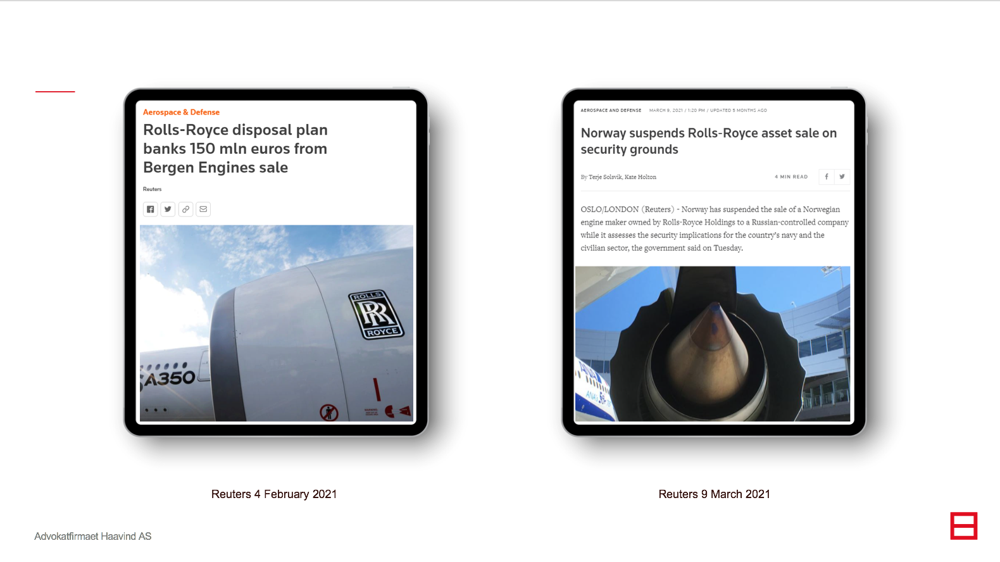 Aerospace & Defense
Rolls-Royce disposal plan
banks 150 mln euros from
Bergen Engines sale
Reuters
ROLLS
RR
ROYCE
A350
AEROSPACE AND DEFENSE MARCH 9, 2021 / 1:20 PM / UPDATED 5 MONTHS AGO
Norway suspends Rolls-Royce asset sale on
security grounds
By Terje Solsvik, Kate Holton
4 MIN READ
OSLO/LONDON (Reuters) - Norway has suspended the sale of a Norwegian
engine maker owned by Rolls-Royce Holdings to a Russian-controlled company
while it assesses the security implications for the country's navy and the
civilian sector, the government said on Tuesday.
ANA
Reuters 4 February 2021
Reuters 9 March 2021
Advokatfirmaet Haavind AS